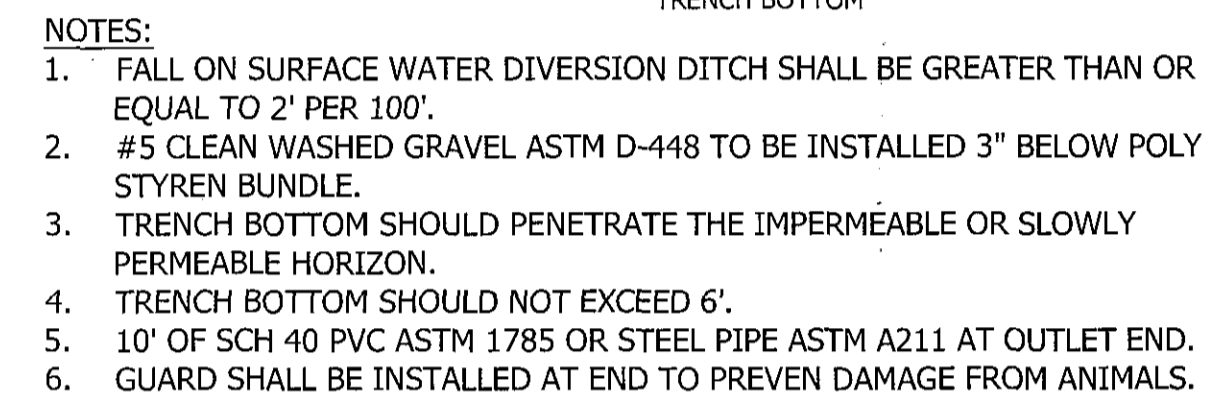 TRENCH BOTTOM
NOTES:
1. FALL ON SURFACE WATER DIVERSION DITCH SHALL BE GREATER THAN OR
EQUAL TO 2' PER 100'.
2. #5 CLEAN WASHED GRAVEL ASTM D-448 TO BE INSTALLED 3" BELOW POLY
STYREN BUNDLE.
3. TRENCH BOTTOM SHOULD PENETRATE THE IMPERMEABLE OR SLOWLY
PERMEABLE HORIZON.
4. TRENCH BOTTOM SHOULD NOT EXCEED 6'.
5. 10' OF SCH 40 PVC ASTM 1785 OR STEEL PIPE ASTM A211 AT OUTLET END.
6. GUARD SHALL BE INSTALLED AT END TO PREVEN DAMAGE FROM ANIMALS.